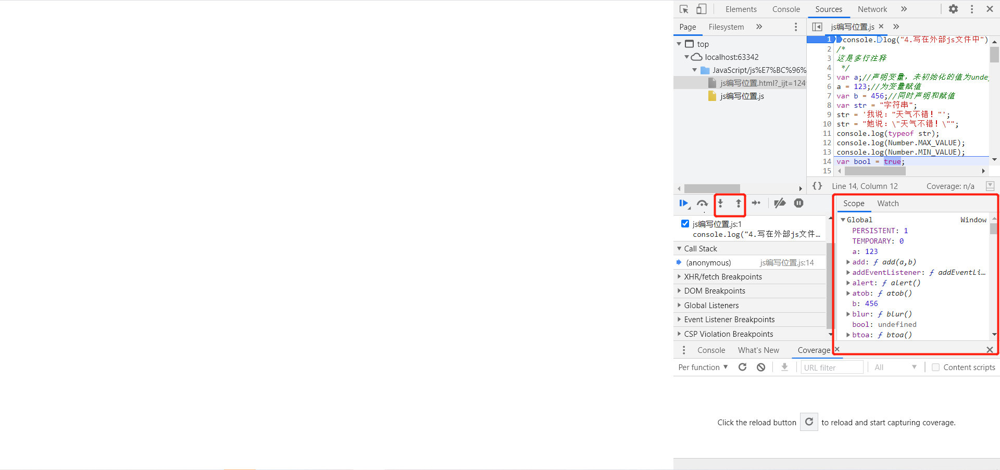 Elements Console Sources Network
Page Filesystem
js编写位置.js
top
localhost:63342
JavaScript/js%E7%BC%96%
js编写位置.html?_ijt=124
js编写位置.js
1 console.log("4.写在外部js文件中")
2 /*
3 这是多行注释
4 */
5 var a;//声明变量，未初始化的值为unde
6 a = 123;//为变量赋值
7 var b = 456;//同时声明和赋值
8 var str = "字符串";
9 str = '我说："天气不错！"';
10 str = "她说：\"天气不错！\"";
11 console.log(typeof str);
12 console.log(Number.MAX_VALUE);
13 console.log(Number.MIN_VALUE);
14 var bool = true;
15
{} Line 14, Column 12 Coverage: n/a
js编写位置.js:1
console.log("4.写在外部js文件…
Call Stack
(anonymous) js编写位置.js:14
XHR/fetch Breakpoints
DOM Breakpoints
Global Listeners
Event Listener Breakpoints
CSP Violation Breakpoints
Scope Watch
Global Window
PERSISTENT: 1
TEMPORARY: 0
a: 123
add: ƒ add(a,b)
addEventListener: ƒ addEventLi…
alert: ƒ alert()
atob: ƒ atob()
b: 456
blur: ƒ blur()
bool: undefined
btoa: ƒ btoa()
Console What's New Coverage
Per function URL filter All Content scripts
Click the reload button to reload and start capturing coverage.